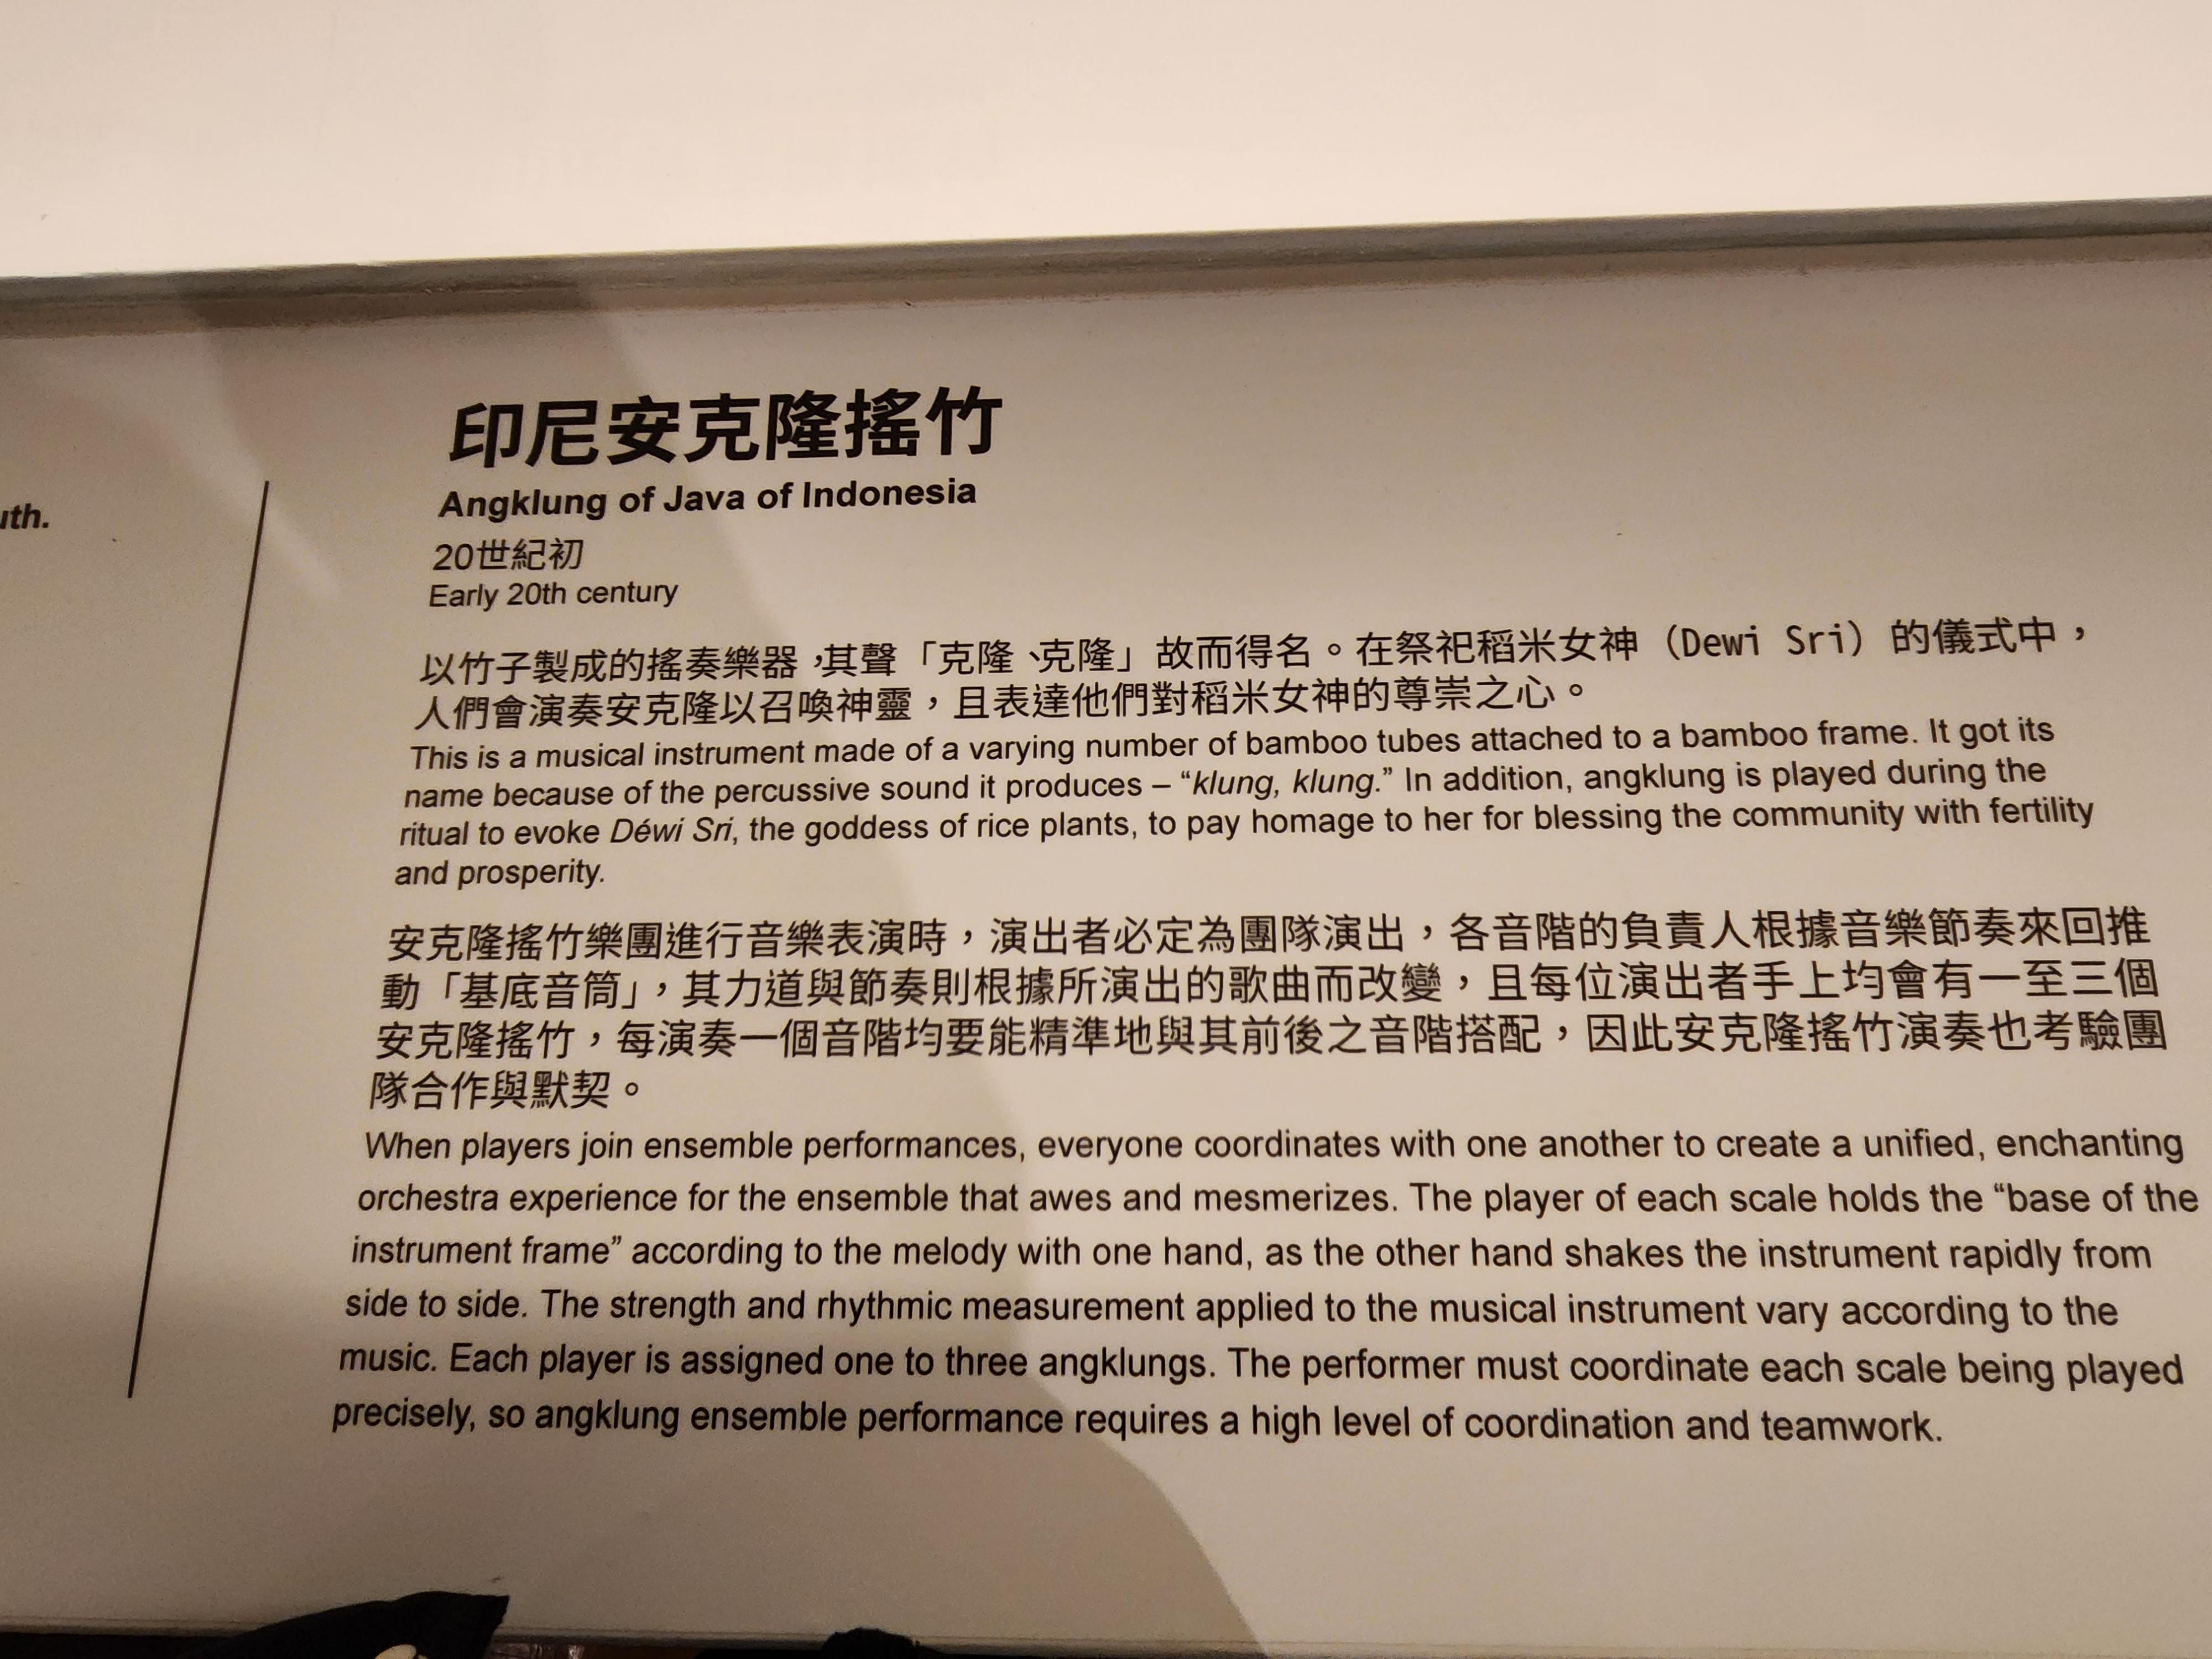 uth.
印尼安克隆搖竹
Angklung of Java of Indonesia
20世紀初
Early 20th century
以竹子製成的搖奏樂器，其聲「克隆、克隆」故而得名。在祭祀稻米女神（Dewi Sri）的儀式中，
人們會演奏安克隆以召喚神靈，且表達他們對稻米女神的尊崇之心。
This is a musical instrument made of a varying number of bamboo tubes attached to a bamboo frame. It got its
name because of the percussive sound it produces – “klung, klung.” In addition, angklung is played during the
ritual to evoke Déwi Sri, the goddess of rice plants, to pay homage to her for blessing the community with fertility
and prosperity.
安克隆搖竹樂團進行音樂表演時，演出者必定為團隊演出，各音階的負責人根據音樂節奏來回推
動「基底音筒」，其力道與節奏則根據所演出的歌曲而改變，且每位演出者手上均會有一至三個
安克隆搖竹，每演奏一個音階均要能精準地與其前後之音階搭配，因此安克隆搖竹演奏也考驗團
隊合作與默契。
When players join ensemble performances, everyone coordinates with one another to create a unified, enchanting
orchestra experience for the ensemble that awes and mesmerizes. The player of each scale holds the “base of the
instrument frame” according to the melody with one hand, as the other hand shakes the instrument rapidly from
side to side. The strength and rhythmic measurement applied to the musical instrument vary according to the
music. Each player is assigned one to three angklungs. The performer must coordinate each scale being played
precisely, so angklung ensemble performance requires a high level of coordination and teamwork.